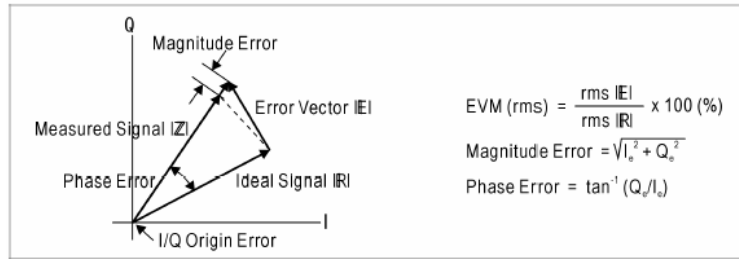 Q
Magnitude Error
Error Vector |E|
Measured Signal |Z|
Phase Error
Ideal Signal |R|
I
I/Q Origin Error
EVM (rms) = rms |E| / rms |R| x 100 (%)
Magnitude Error = √Iₑ² + Qₑ²
Phase Error = tan⁻¹ (Qₑ/Iₑ)